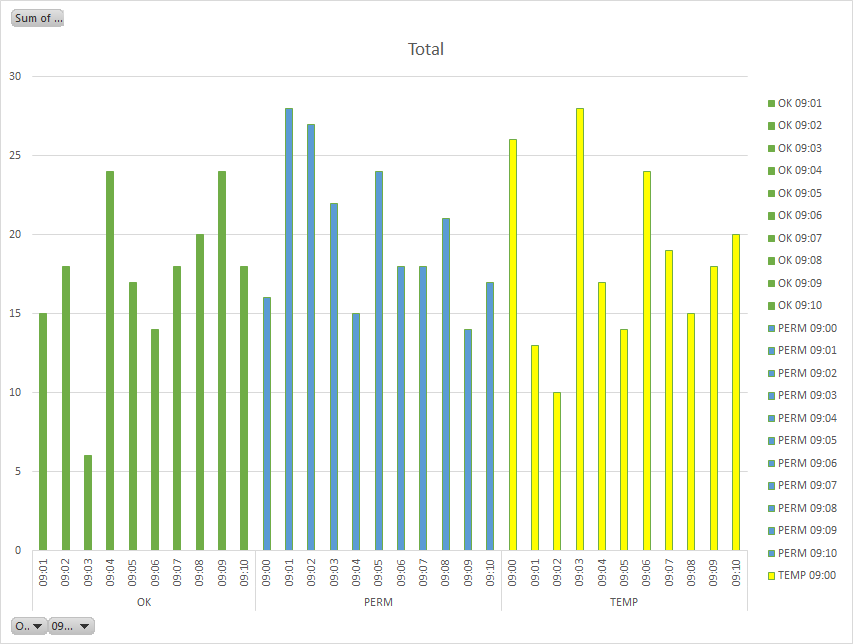 Sum of ...
Total
30
25
20
15
10
5
0
09:01 09:02 09:03 09:04 09:05 09:06 09:07 09:08 09:09 09:10 09:00 09:01 09:02 09:03 09:04 09:05 09:06 09:07 09:08 09:09 09:10 09:00 09:01 09:02 09:03 09:04 09:05 09:06 09:07 09:08 09:09 09:10
OK PERM TEMP
OK 09:01
OK 09:02
OK 09:03
OK 09:04
OK 09:05
OK 09:06
OK 09:07
OK 09:08
OK 09:09
OK 09:10
PERM 09:00
PERM 09:01
PERM 09:02
PERM 09:03
PERM 09:04
PERM 09:05
PERM 09:06
PERM 09:07
PERM 09:08
PERM 09:09
PERM 09:10
TEMP 09:00
O.. 09...